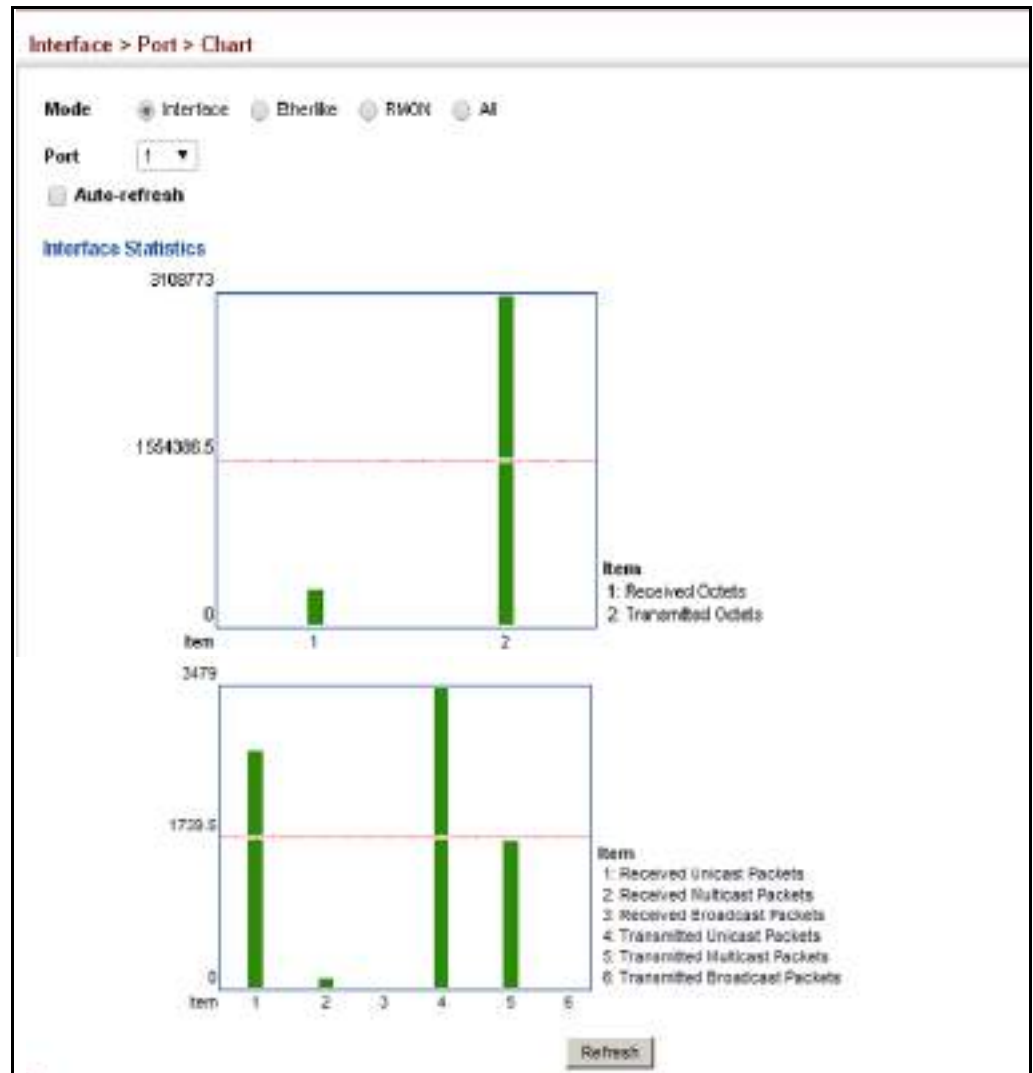 Interface > Port > Chart
Mode Interface Etherlike RMON All
Port 1
Auto-refresh
Interface Statistics
3108773
1554386.5
0
Item 1 2
Item
1: Received Octets
2: Transmitted Octets
3479
1739.5
0
Item 1 2 3 4 5 6
Item
1: Received Unicast Packets
2: Received Multicast Packets
3: Received Broadcast Packets
4: Transmitted Unicast Packets
5: Transmitted Multicast Packets
6: Transmitted Broadcast Packets
Refresh